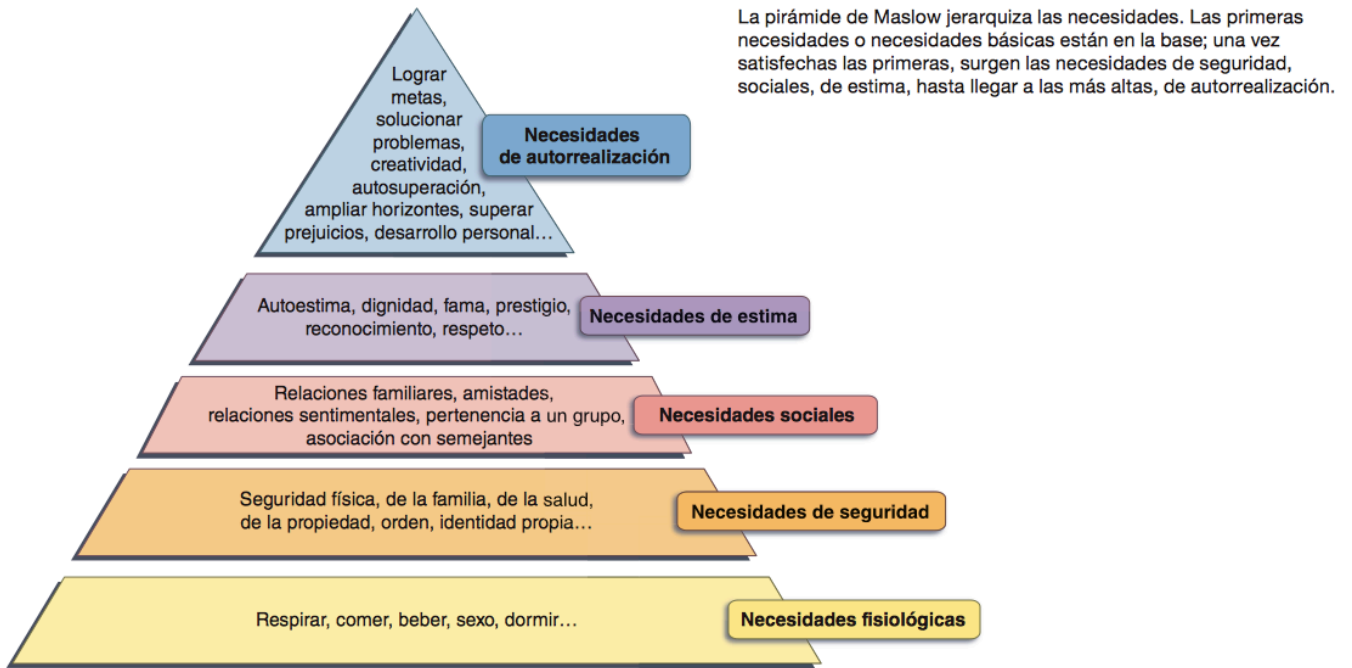 La pirámide de Maslow jerarquiza las necesidades. Las primeras
necesidades o necesidades básicas están en la base; una vez
satisfechas las primeras, surgen las necesidades de seguridad,
sociales, de estima, hasta llegar a las más altas, de autorrealización.
Lograr
metas,
solucionar
problemas,
creatividad,
autosuperación,
ampliar horizontes, superar
prejuicios, desarrollo personal…
Necesidades
de autorrealización
Autoestima, dignidad, fama, prestigio,
reconocimiento, respeto…
Necesidades de estima
Relaciones familiares, amistades,
relaciones sentimentales, pertenencia a un grupo,
asociación con semejantes
Necesidades sociales
Seguridad física, de la familia, de la salud,
de la propiedad, orden, identidad propia…
Necesidades de seguridad
Respirar, comer, beber, sexo, dormir…
Necesidades fisiológicas